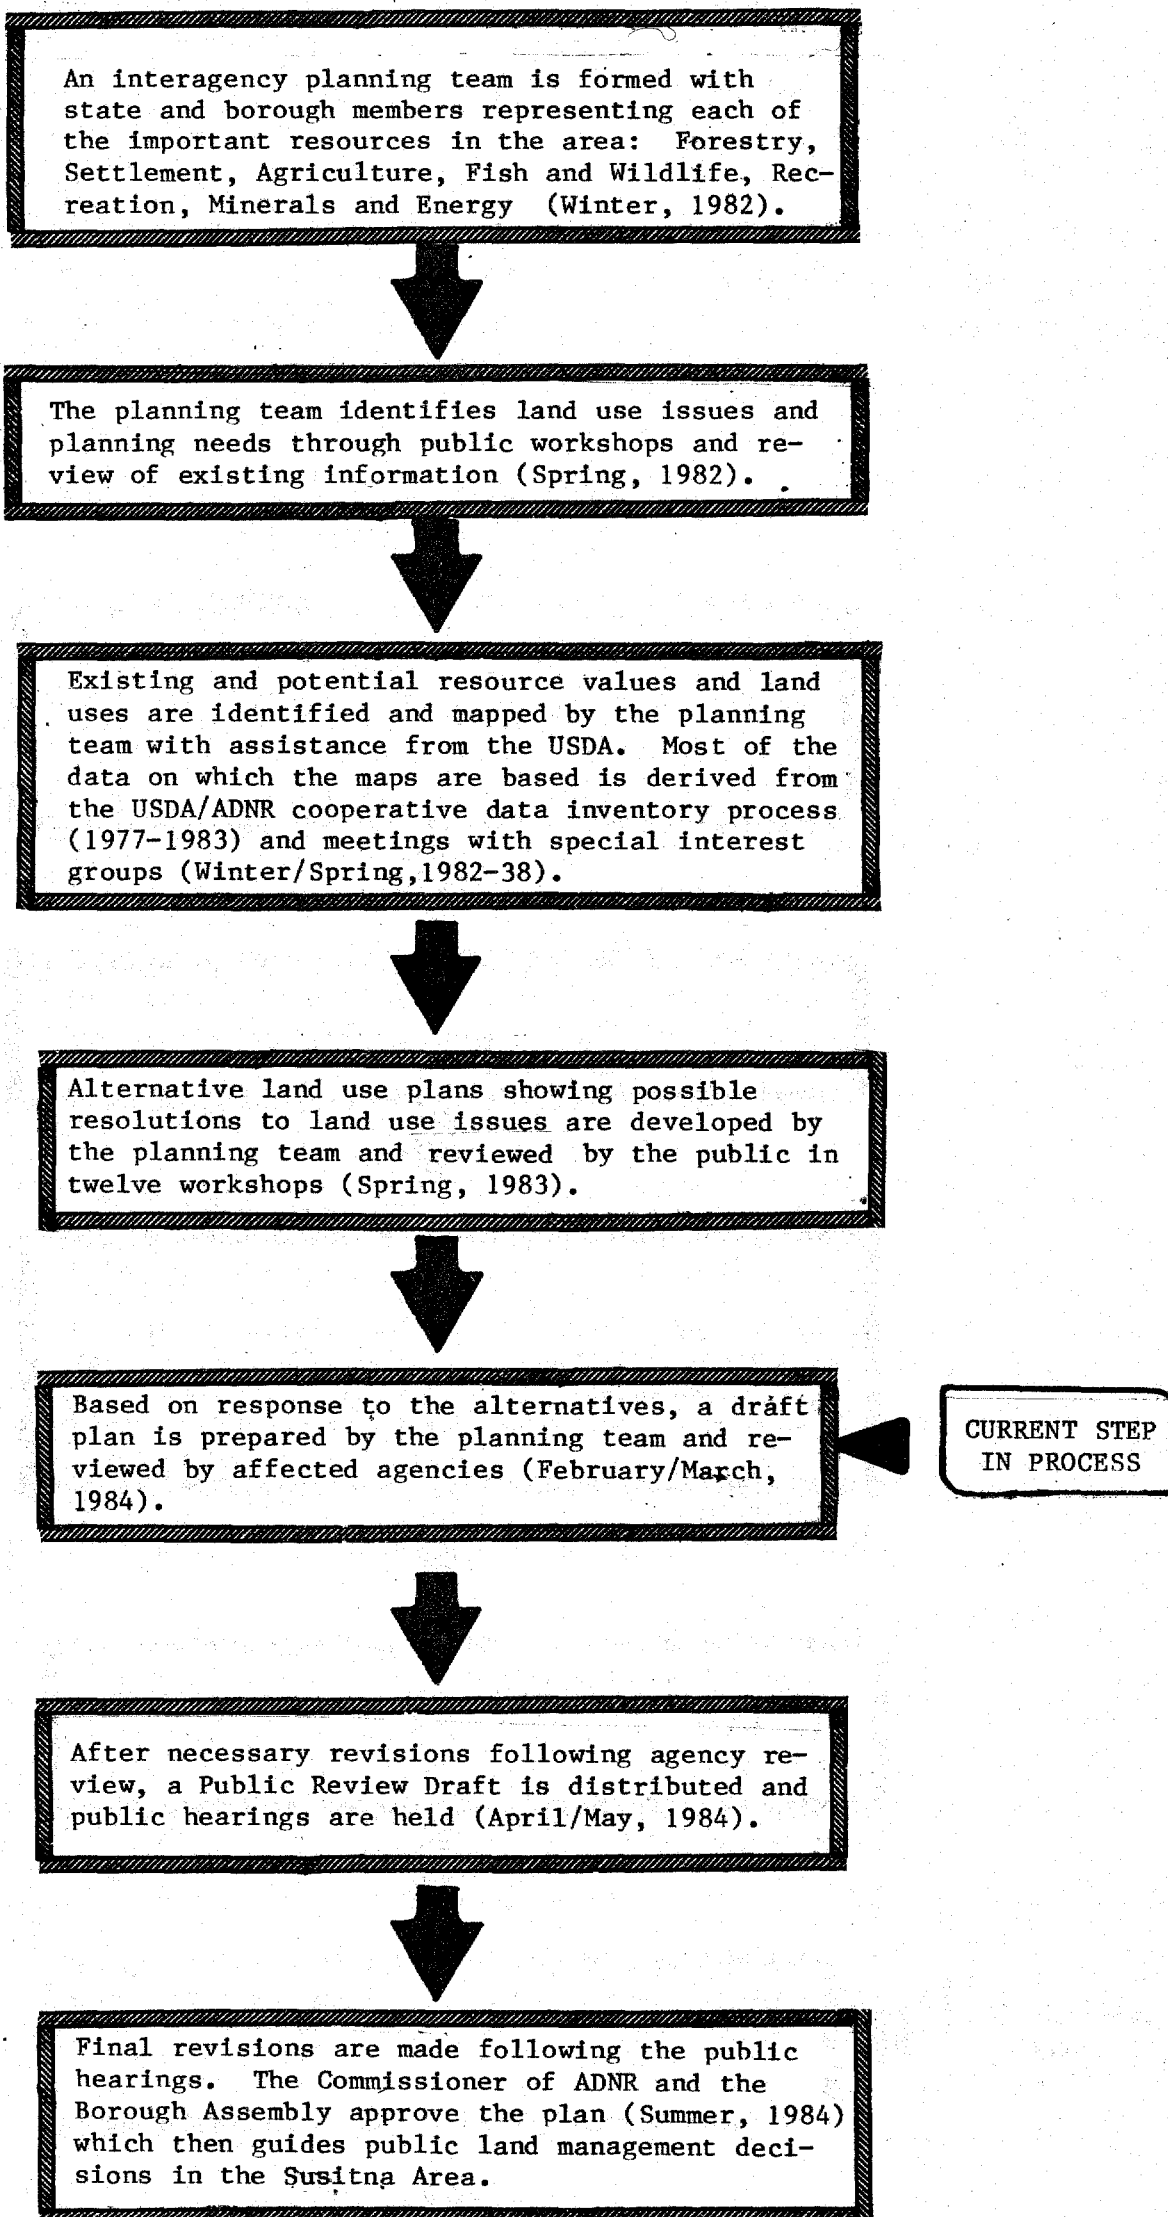 An interagency planning team is formed with
state and borough members representing each of
the important resources in the area:  Forestry,
Settlement, Agriculture, Fish and Wildlife, Rec-
reation, Minerals and Energy  (Winter, 1982).
The planning team identifies land use issues and
planning needs through public workshops and re-
view of existing information (Spring, 1982).
Existing and potential resource values and land
uses are identified and mapped by the planning
team with assistance from the USDA.  Most of the
data on which the maps are based is derived from
the USDA/ADNR cooperative data inventory process
(1977-1983) and meetings with special interest
groups (Winter/Spring,1982-38).
Alternative land use plans showing possible
resolutions to land use issues are developed by
the planning team and reviewed by the public in
twelve workshops (Spring, 1983).
Based on response to the alternatives, a draft
plan is prepared by the planning team and re-
viewed by affected agencies (February/March,
1984).
CURRENT STEP
IN PROCESS
After necessary revisions following agency re-
view, a Public Review Draft is distributed and
public hearings are held (April/May, 1984).
Final revisions are made following the public
hearings.  The Commissioner of ADNR and the
Borough Assembly approve the plan (Summer, 1984)
which then guides public land management deci-
sions in the Susitna Area.